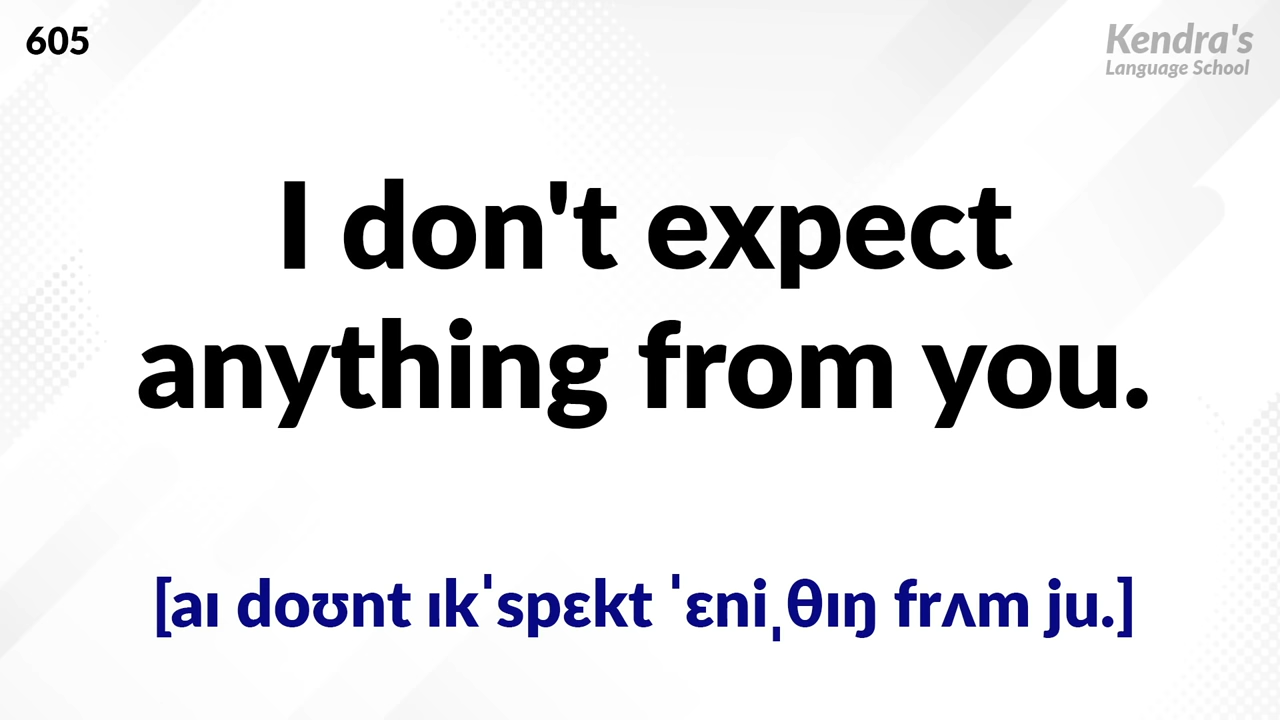 605
Kendra's
Language School
I don't expect
anything from you.
[aɪ doʊnt ɪkˈspɛkt ˈɛniˌθɪŋ frʌm ju.]